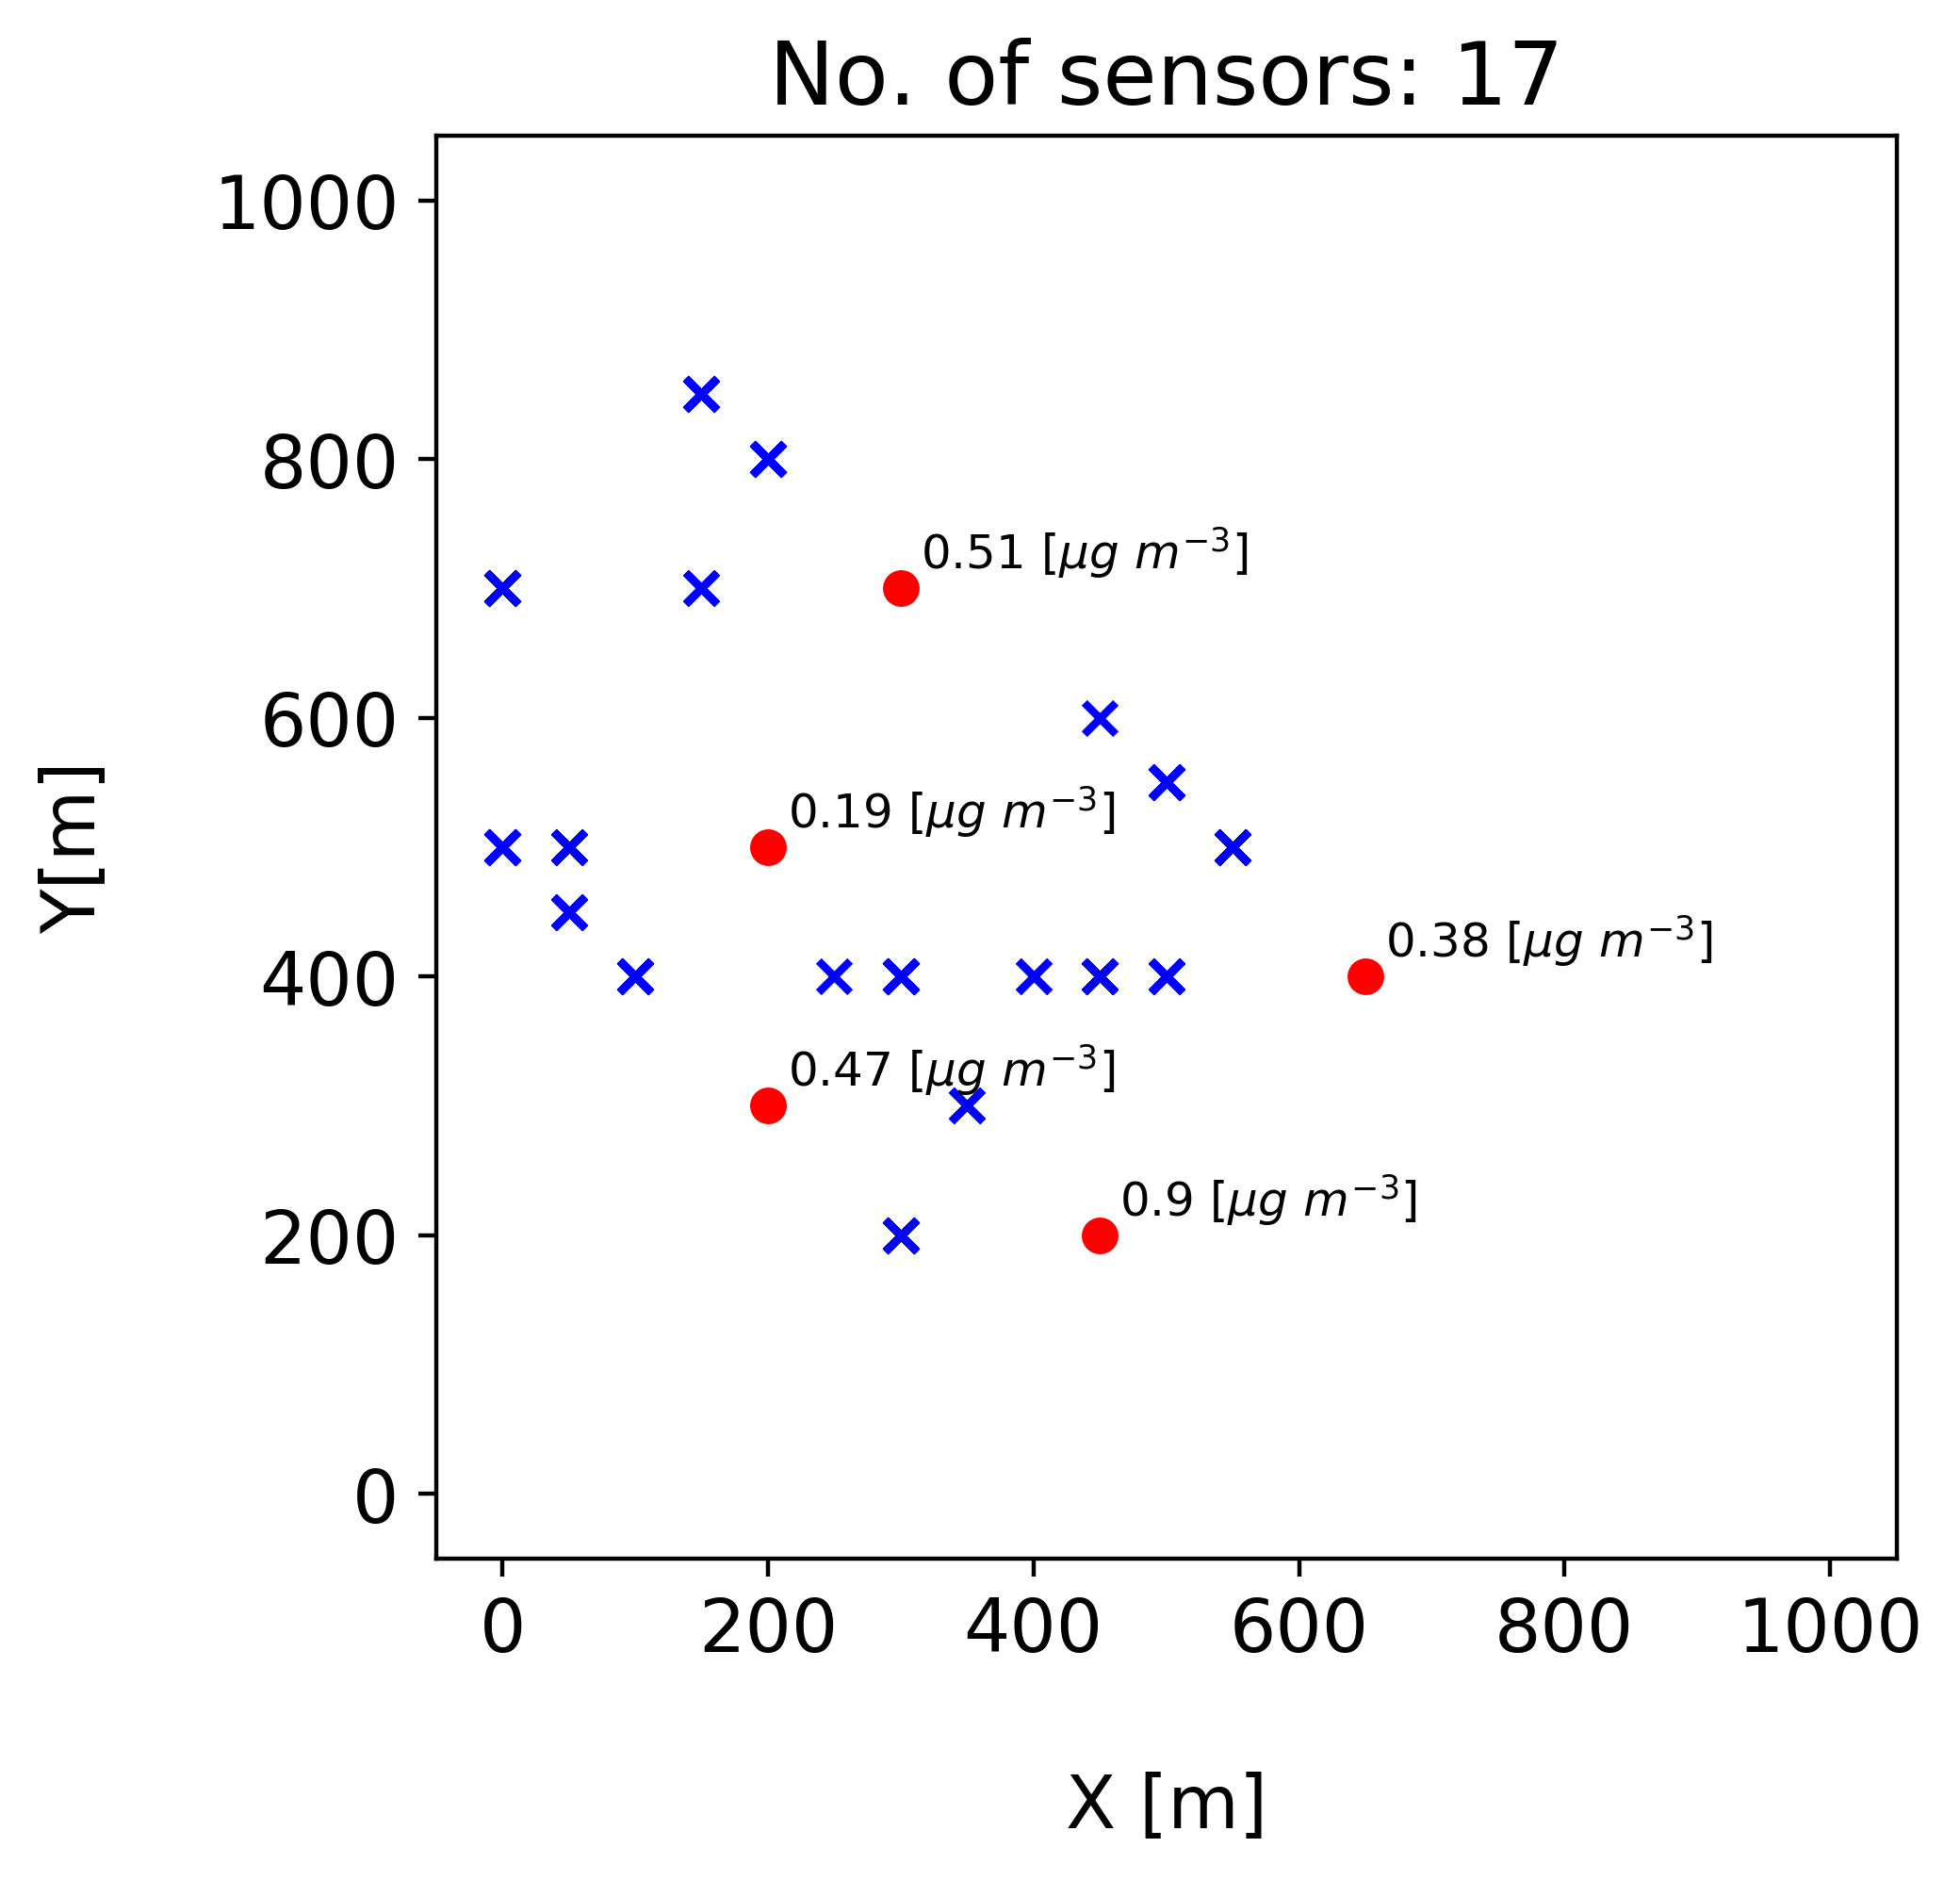 No. of sensors: 17
1000
800
600
400
200
0
Y[m]
0.51 [μg m⁻³]
0.19 [μg m⁻³]
0.38 [μg m⁻³]
0.47 [μg m⁻³]
0.9 [μg m⁻³]
0 200 400 600 800 1000
X [m]